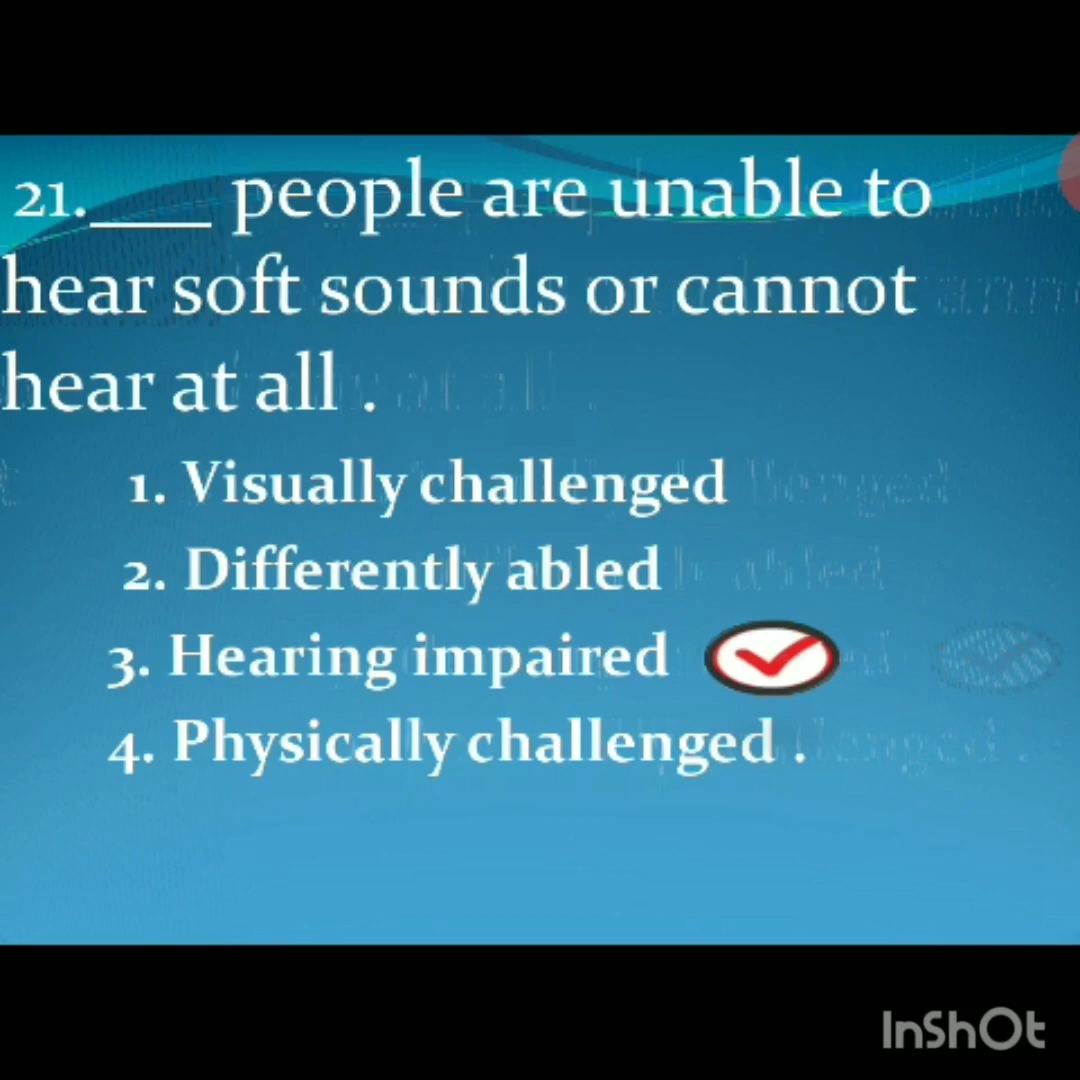 21.____ people are unable to
hear soft sounds or cannot
hear at all .
1. Visually challenged
2. Differently abled
3. Hearing impaired
4. Physically challenged .
InShOt